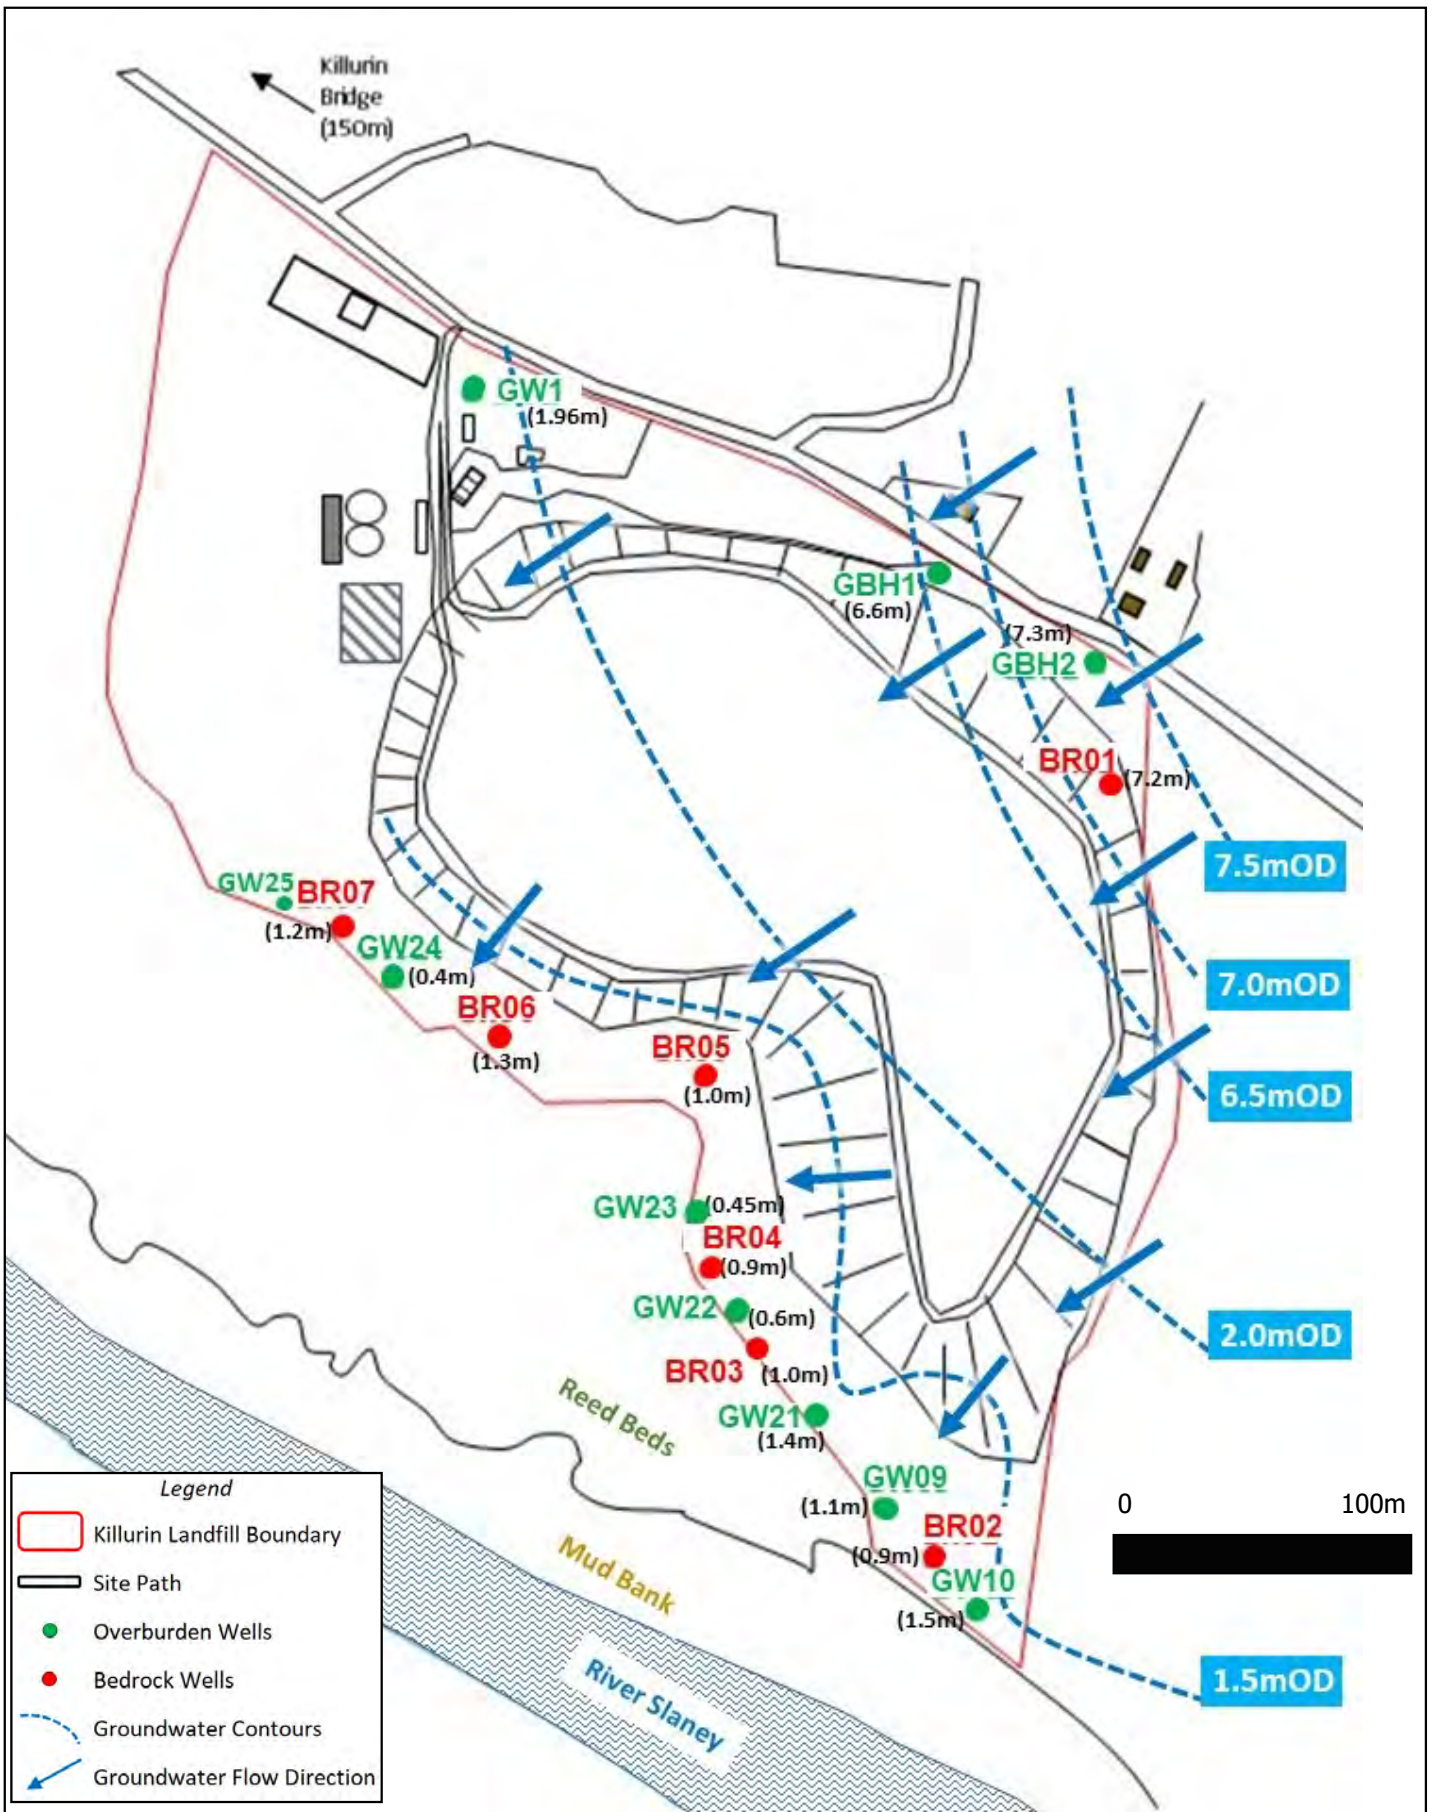 Killurin
Bridge
(150m)
GW1
(1.96m)
GBH1
(6.6m)
(7.3m)
GBH2
BR01
(7.2m)
7.5mOD
GW25
BR07
(1.2m)
GW24
(0.4m)
7.0mOD
BR06
(1.3m)
BR05
(1.0m)
6.5mOD
GW23
(0.45m)
BR04
(0.9m)
GW22
(0.6m)
2.0mOD
BR03
(1.0m)
Reed Beds
GW21
(1.4m)
GW09
(1.1m)
0 100m
BR02
(0.9m)
Mud Bank
GW10
(1.5m)
River Slaney
1.5mOD
Legend
Killurin Landfill Boundary
Site Path
Overburden Wells
Bedrock Wells
Groundwater Contours
Groundwater Flow Direction